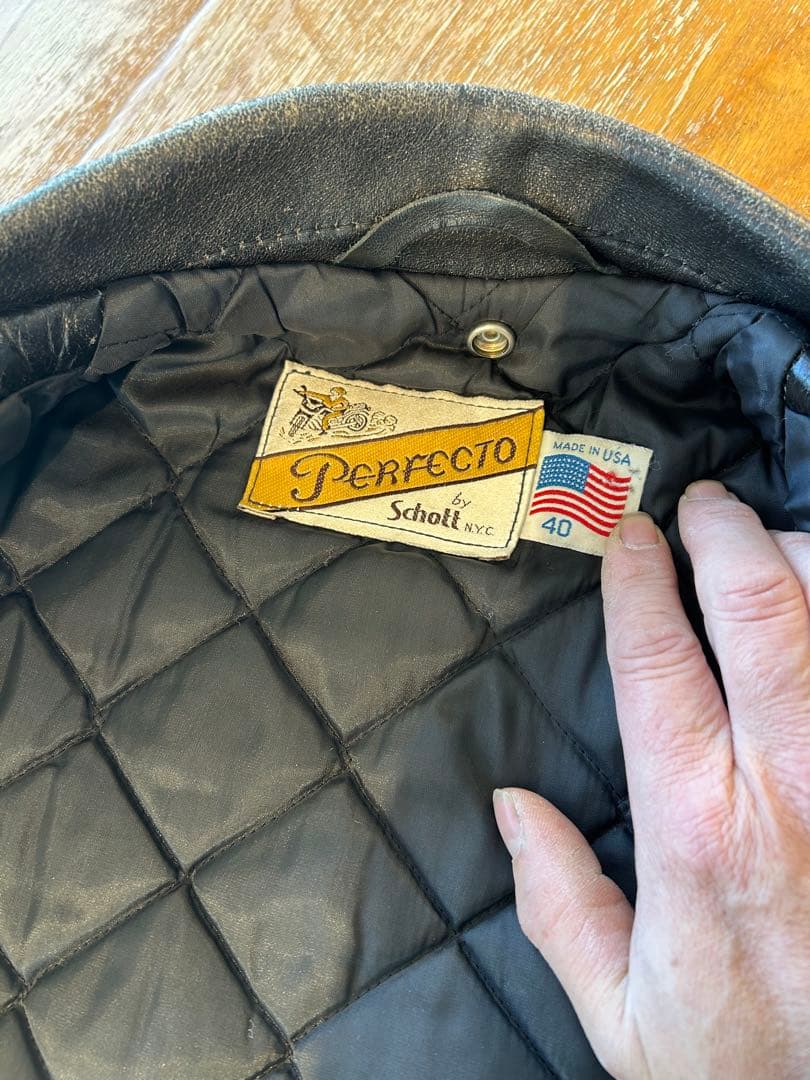 PERFECTO
by
Schott N.Y.C.
MADE IN USA
40